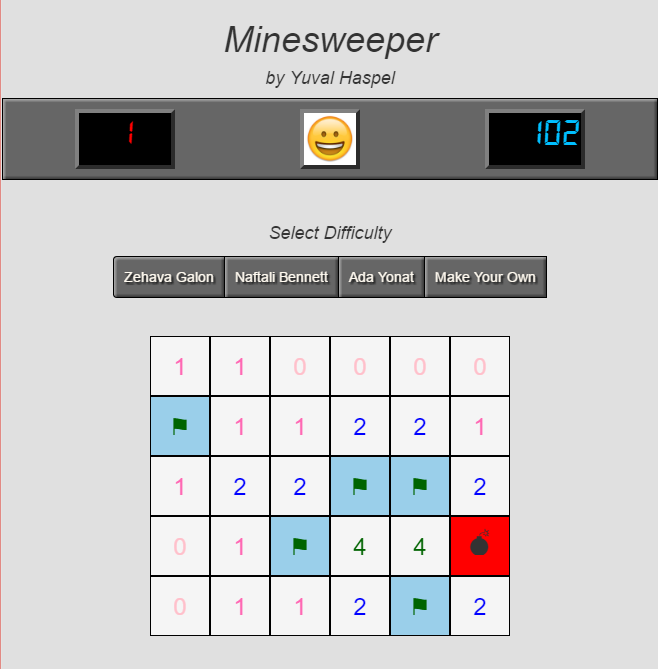 Minesweeper
by Yuval Haspel
1 102
Select Difficulty
Zehava Galon Naftali Bennett Ada Yonat Make Your Own
1 1 0 0 0 0
1 1 2 2 1
1 2 2 2
0 1 4 4
0 1 1 2 2